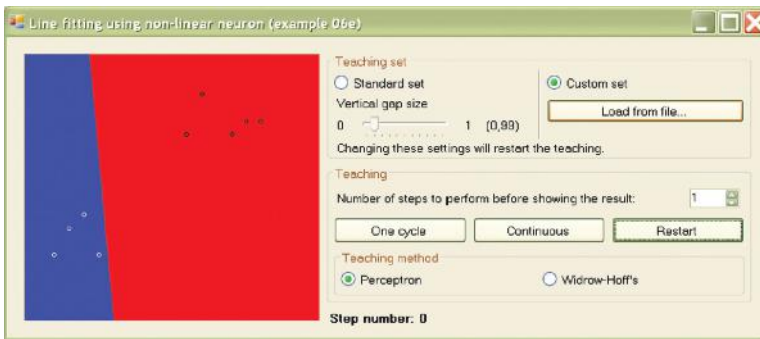 Line fitting using non-linear neuron (example 06e)
Teaching set
Standard set
Custom set
Vertical gap size
Load from file...
0 1 (0,99)
Changing these settings will restart the teaching.
Teaching
Number of steps to perform before showing the result: 1
One cycle
Continuous
Restart
Teaching method
Perceptron
Widrow-Hoff's
Step number: 0